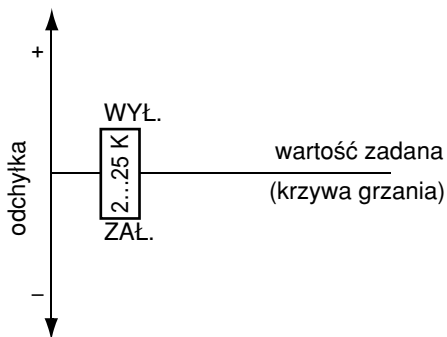 +
WYŁ.
odchyłka
2...25 K
wartość zadana
(krzywa grzania)
ZAŁ.
–